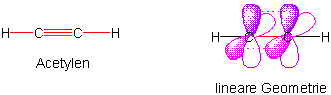 H—C≡C—H
Acetylen
H C C H
lineare Geometrie